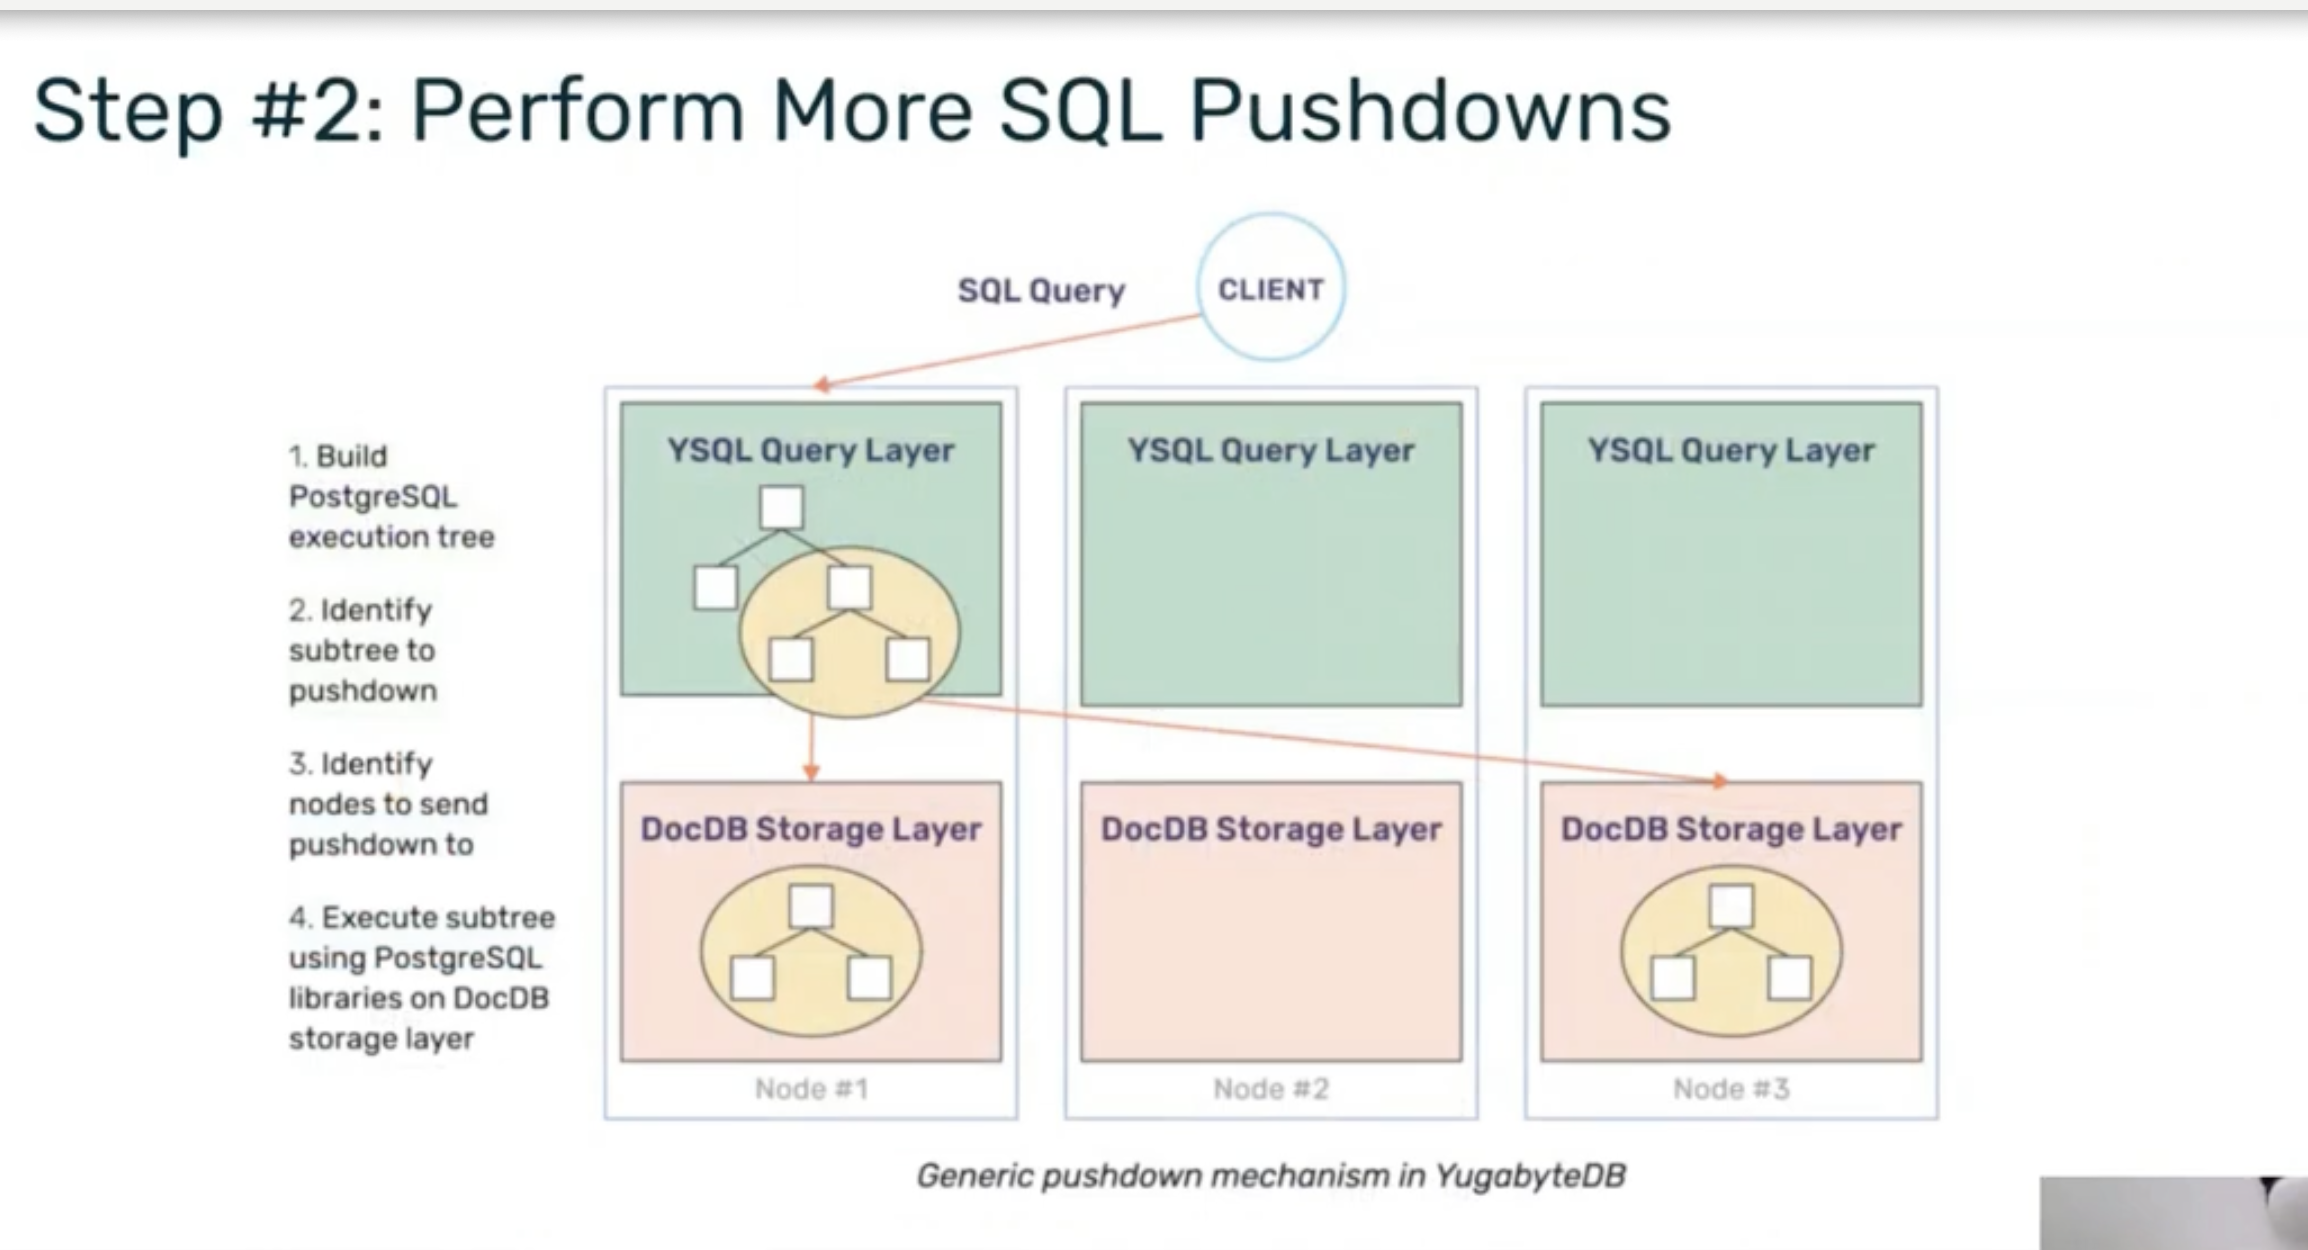 Step #2: Perform More SQL Pushdowns
SQL Query
CLIENT
1. Build
PostgreSQL
execution tree
2. Identify
subtree to
pushdown
3. Identify
nodes to send
pushdown to
4. Execute subtree
using PostgreSQL
libraries on DocDB
storage layer
YSQL Query Layer
YSQL Query Layer
YSQL Query Layer
DocDB Storage Layer
DocDB Storage Layer
DocDB Storage Layer
Node #1
Node #2
Node #3
Generic pushdown mechanism in YugabyteDB